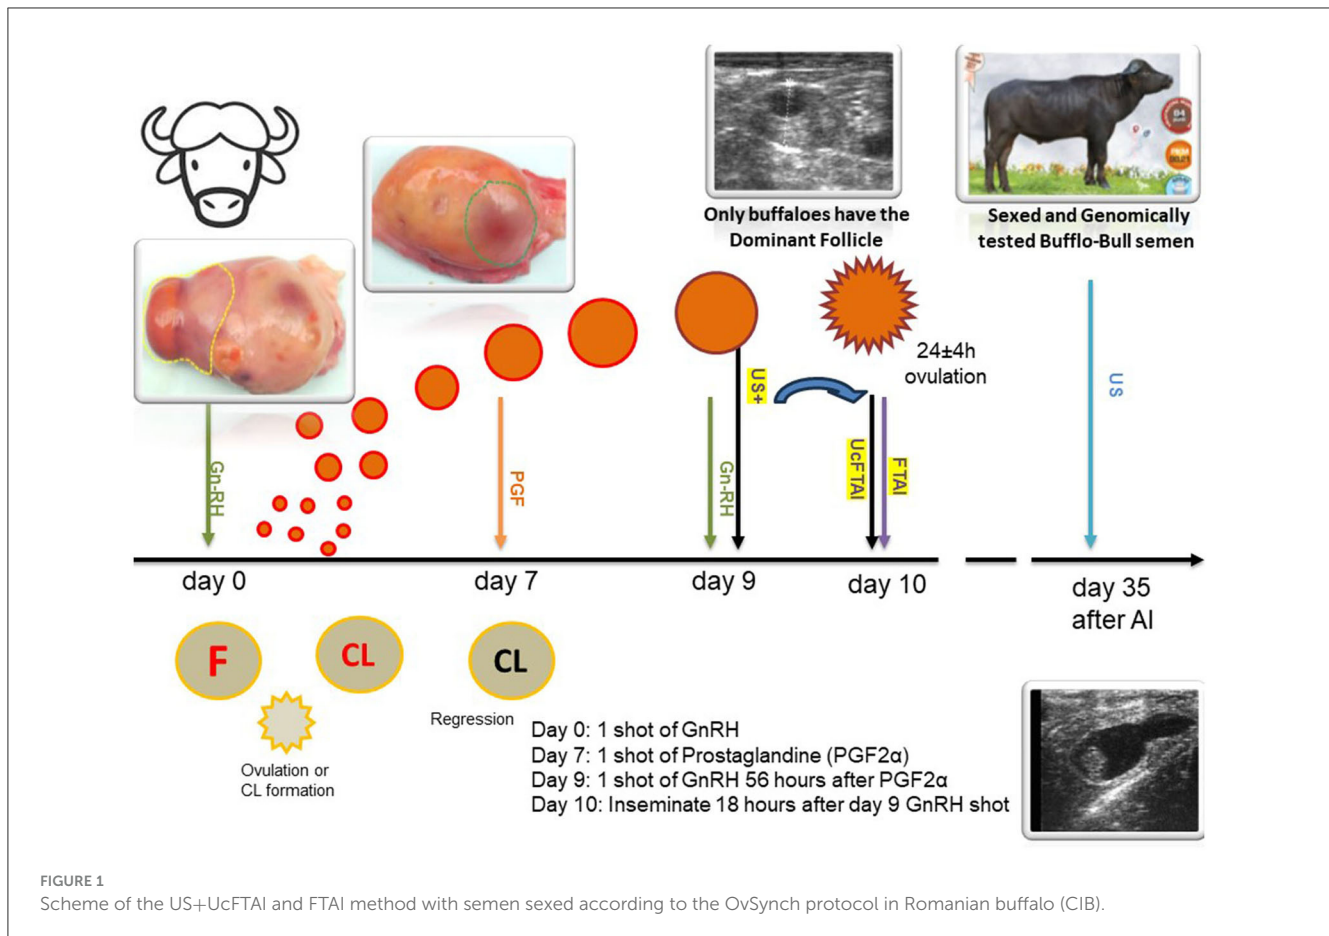 04
Only buffaloes have the
Dominant Follicle
Sexed and Genomically
tested Bufflo-Bull semen
24±4h
ovulation
Gn-RH
PGF
Gn-RH
US+
UcFTAI
FTAI
US
day 0
day 7
day 9
day 10
day 35
after AI
F
CL
CL
Ovulation or
CL formation
Regression
Day 0: 1 shot of GnRH
Day 7: 1 shot of Prostaglandine (PGF2α)
Day 9: 1 shot of GnRH 56 hours after PGF2α
Day 10: Inseminate 18 hours after day 9 GnRH shot
FIGURE 1
Scheme of the US+UcFTAI and FTAI method with semen sexed according to the OvSynch protocol in Romanian buffalo (CIB).